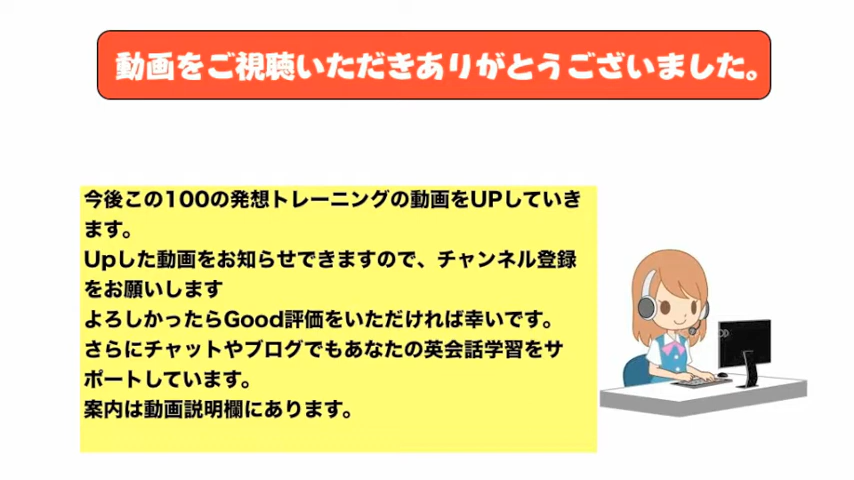 動画をご視聴いただきありがとうございました。
今後この100の発想トレーニングの動画をUPしていき
ます。
Upした動画をお知らせできますので、チャンネル登録
をお願いします
よろしかったらGood評価をいただければ幸いです。
さらにチャットやブログでもあなたの英会話学習をサ
ポートしています。
案内は動画説明欄にあります。